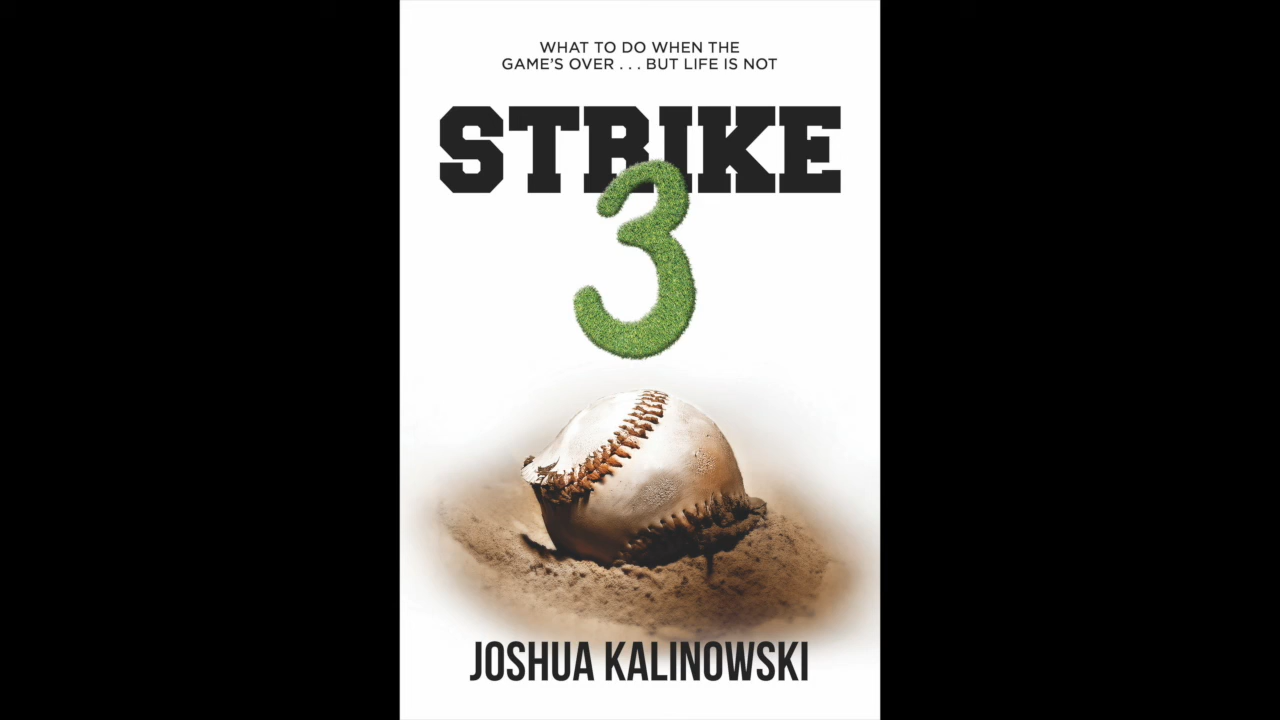 WHAT TO DO WHEN THE
GAME'S OVER . . . BUT LIFE IS NOT
STRIKE
3
JOSHUA KALINOWSKI